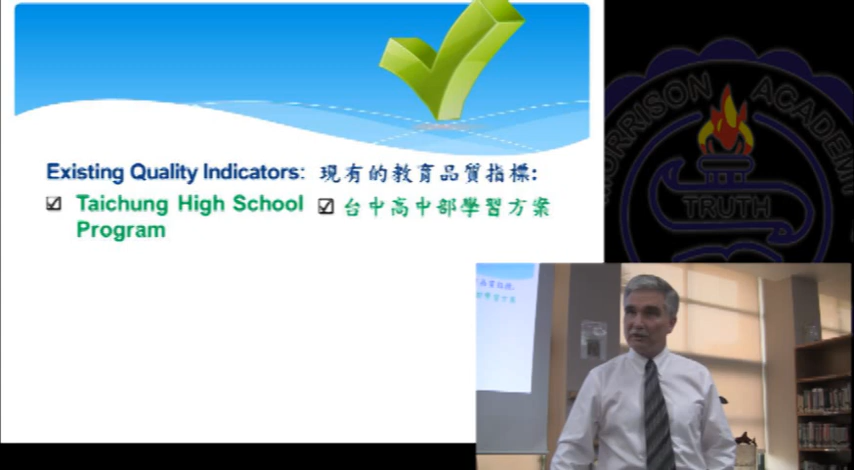 Existing Quality Indicators: 現有的教育品質指標:
☑ Taichung High School Program
☑ 台中高中部學習方案
MORRISON ACADEMY
TRUTH